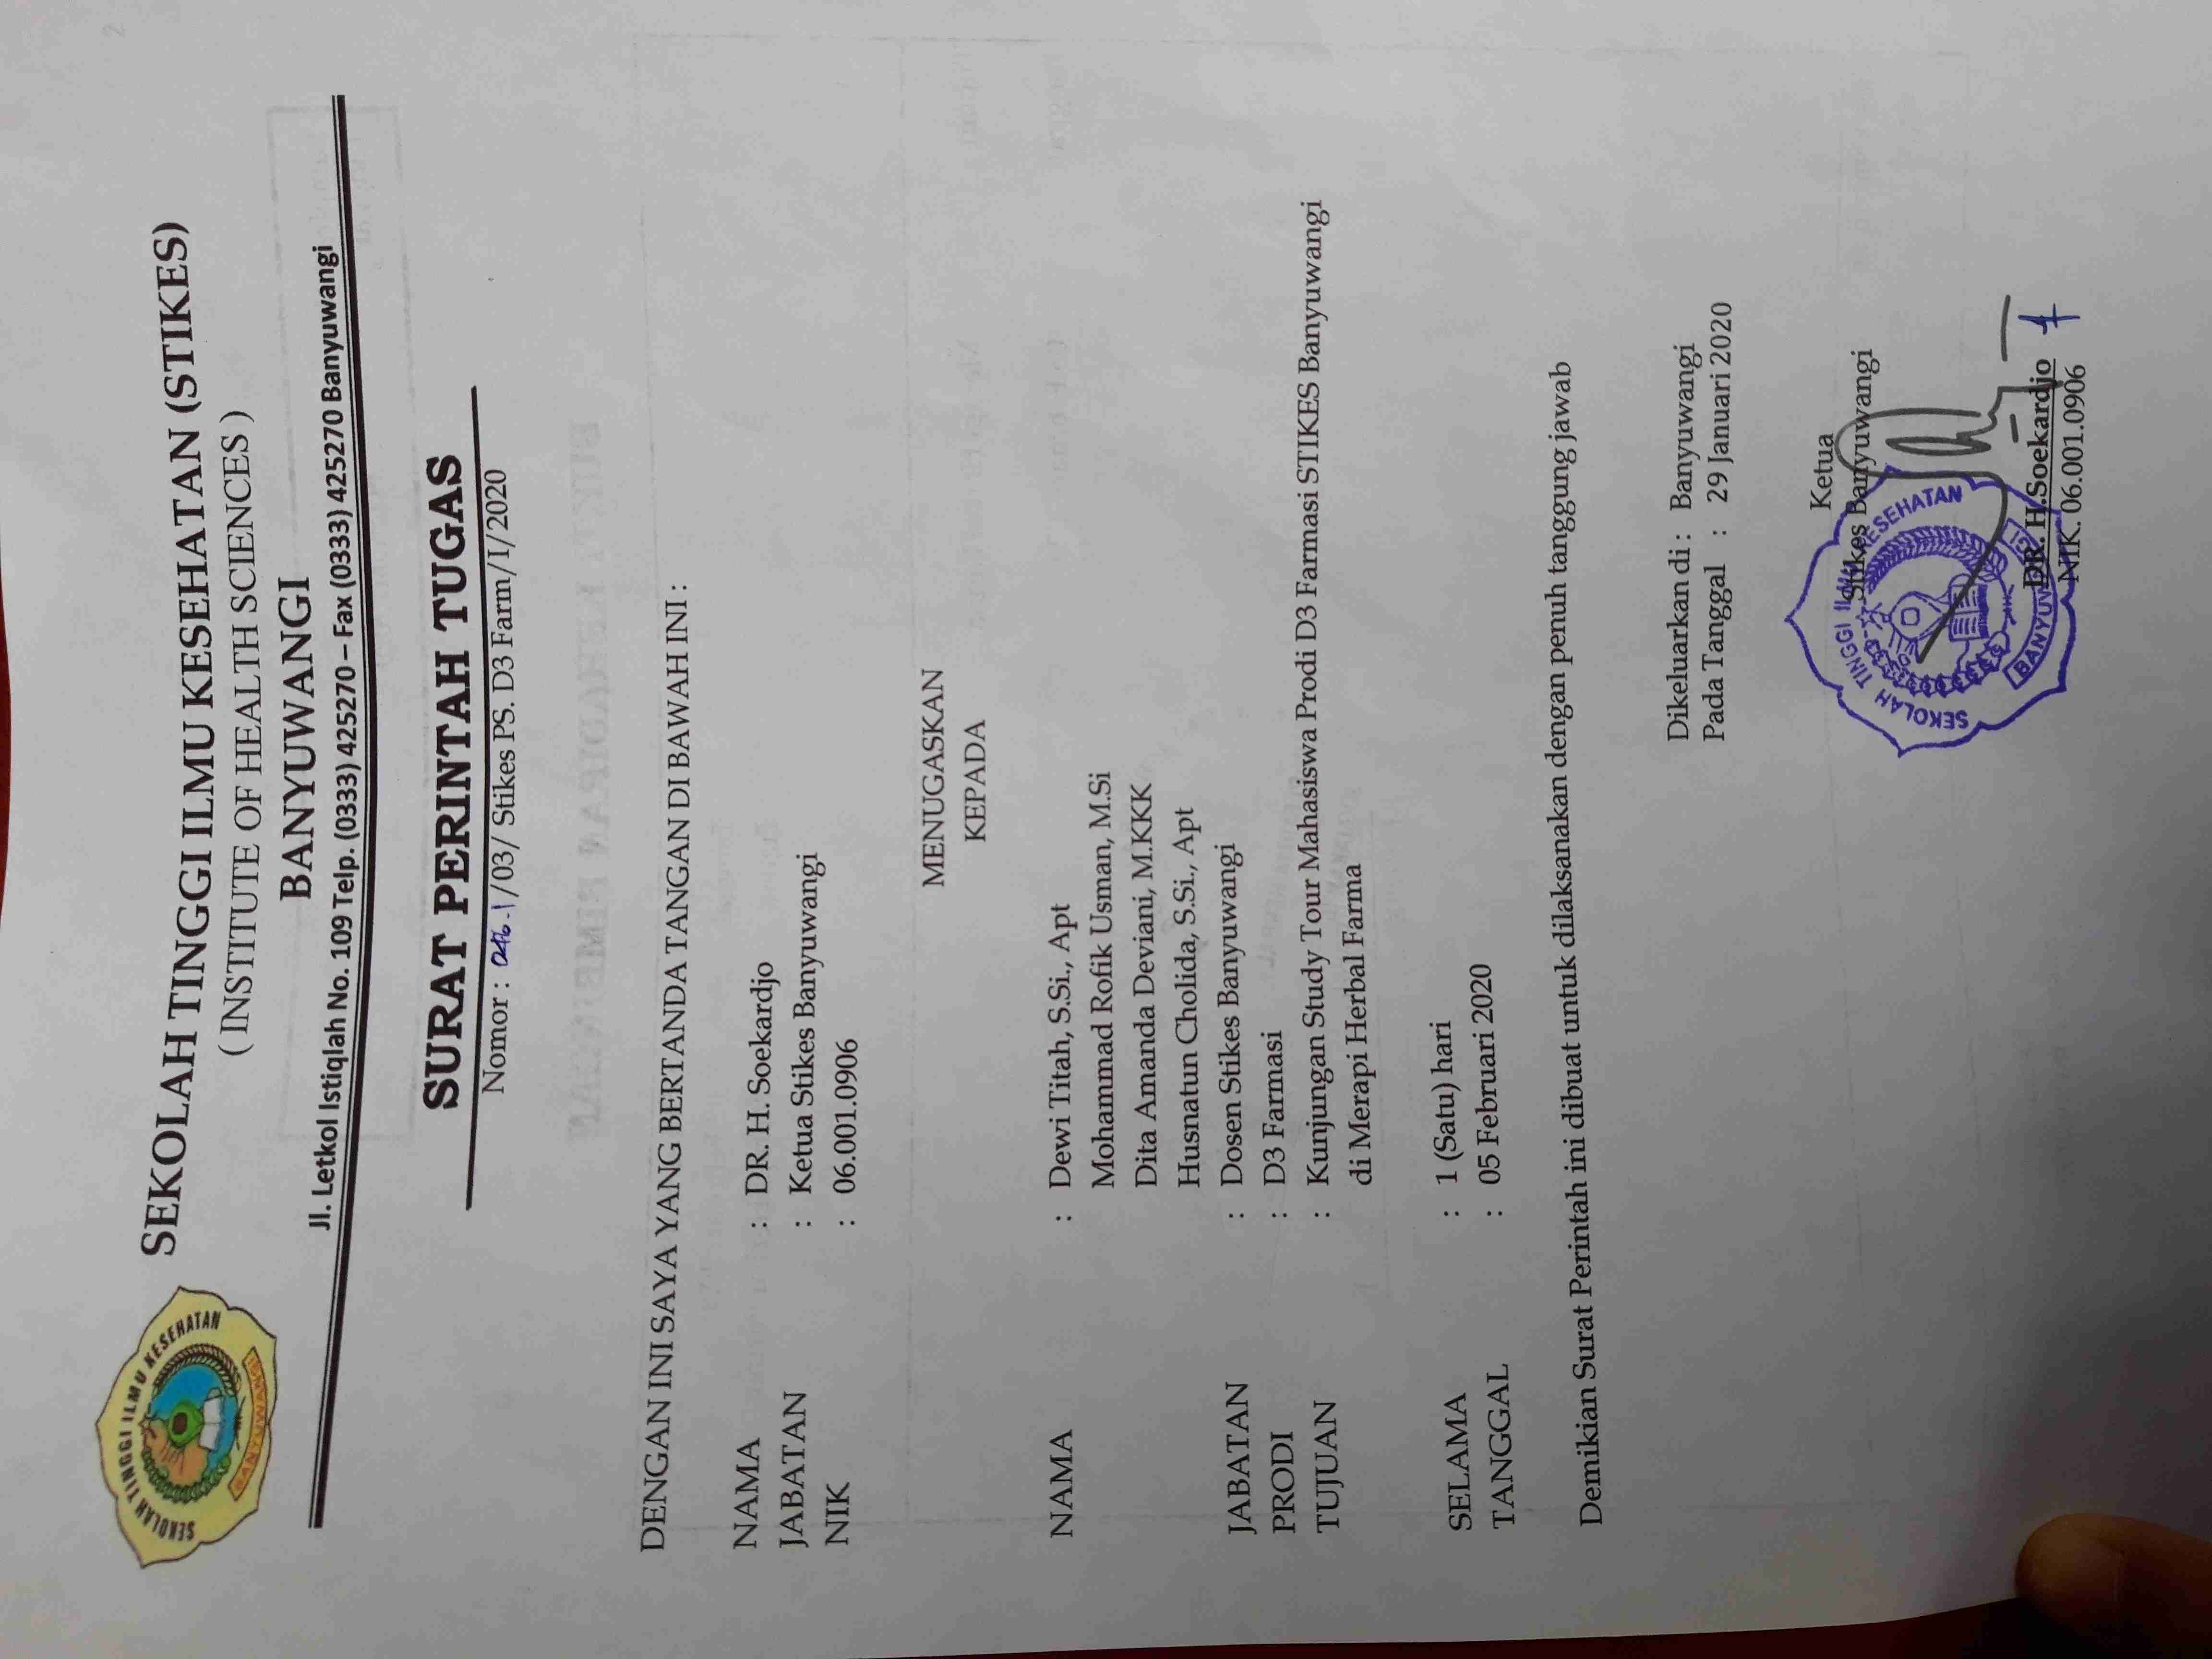 SEKOLAH TINGGI ILMU KESEHATAN
BANYUWANGI
SEKOLAH TINGGI ILMU KESEHATAN (STIKES)
( INSTITUTE OF HEALTH SCIENCES )
BANYUWANGI
Jl. Letkol Istiqlah No. 109 Telp. (0333) 425270 – Fax (0333) 425270 Banyuwangi
SURAT PERINTAH TUGAS
Nomor : 046.1/03/ Stikes PS. D3 Farm/I/2020
DENGAN INI SAYA YANG BERTANDA TANGAN DI BAWAH INI :
NAMA : DR. H. Soekardjo
JABATAN : Ketua Stikes Banyuwangi
NIK : 06.001.0906
MENUGASKAN
KEPADA
NAMA : Dewi Titah, S.Si., Apt
Mohammad Rofik Usman, M.Si
Dita Amanda Deviani, M.KKK
Husnatun Cholida, S.Si., Apt
JABATAN : Dosen Stikes Banyuwangi
PRODI : D3 Farmasi
TUJUAN : Kunjungan Study Tour Mahasiswa Prodi D3 Farmasi STIKES Banyuwangi
di Merapi Herbal Farma
SELAMA : 1 (Satu) hari
TANGGAL : 05 Februari 2020
Demikian Surat Perintah ini dibuat untuk dilaksanakan dengan penuh tanggung jawab
Dikeluarkan di : Banyuwangi
Pada Tanggal : 29 Januari 2020
Ketua
Stikes Banyuwangi
SEKOLAH TINGGI ILMU KESEHATAN
BANYUWANGI
DR. H.Soekardjo
NIK. 06.001.0906